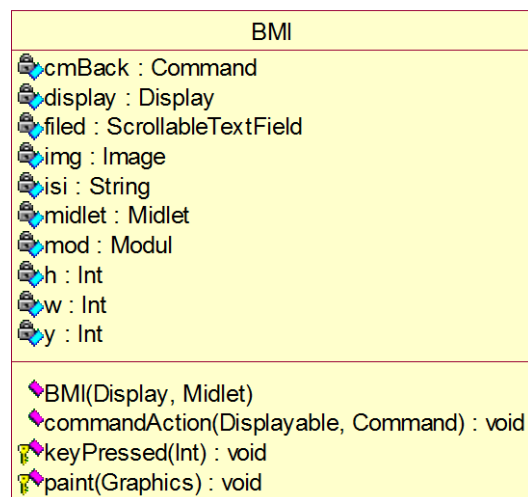 BMI
cmBack : Command
display : Display
filed : ScrollableTextField
img : Image
isi : String
midlet : Midlet
mod : Modul
h : Int
w : Int
y : Int
BMI(Display, Midlet)
commandAction(Displayable, Command) : void
keyPressed(Int) : void
paint(Graphics) : void